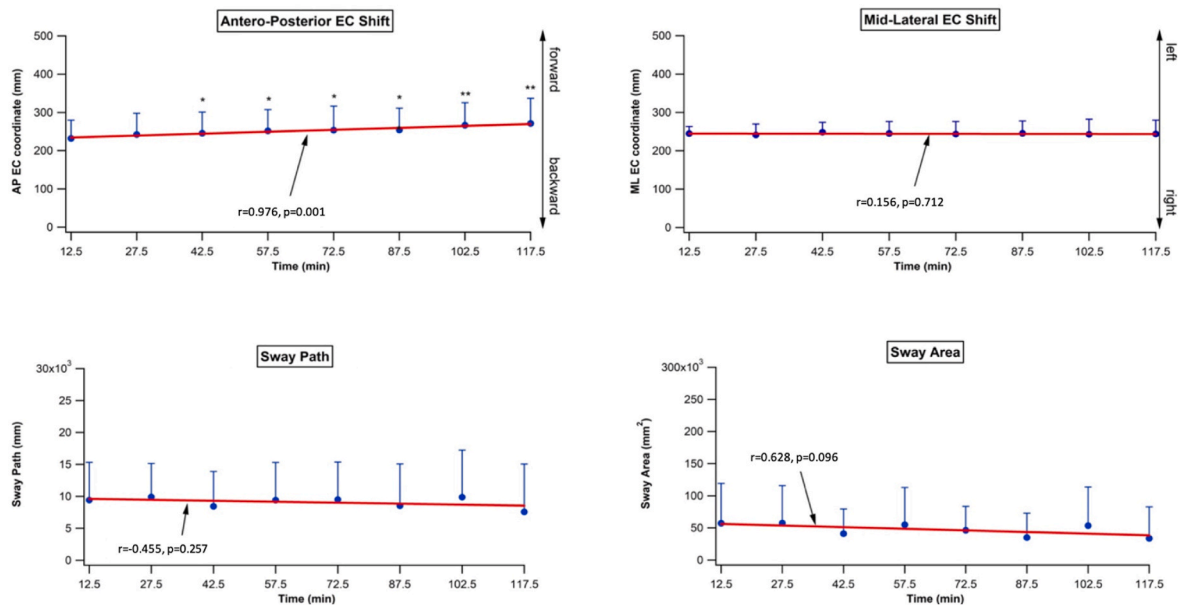 Antero-Posterior EC Shift
500
400
300
200
100
0
AP EC coordinate (mm)
* * * * ** **
forward
backward
r=0.976, p=0.001
12.5 27.5 42.5 57.5 72.5 87.5 102.5 117.5
Time (min)
Mid-Lateral EC Shift
500
400
300
200
100
0
ML EC coordinate (mm)
left
right
r=0.156, p=0.712
12.5 27.5 42.5 57.5 72.5 87.5 102.5 117.5
Time (min)
Sway Path
30x10³
25
20
15
10
5
0
Sway Path (mm)
r=-0.455, p=0.257
12.5 27.5 42.5 57.5 72.5 87.5 102.5 117.5
Time (min)
Sway Area
300x10³
250
200
150
100
50
0
Sway Area (mm²)
r=0.628, p=0.096
12.5 27.5 42.5 57.5 72.5 87.5 102.5 117.5
Time (min)